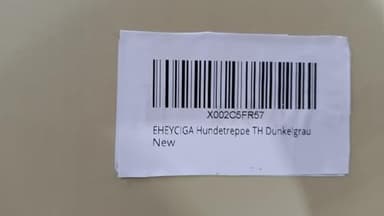 X002C5FR57
EHEYCIGA Hundetreppe TH Dunkelgrau
New